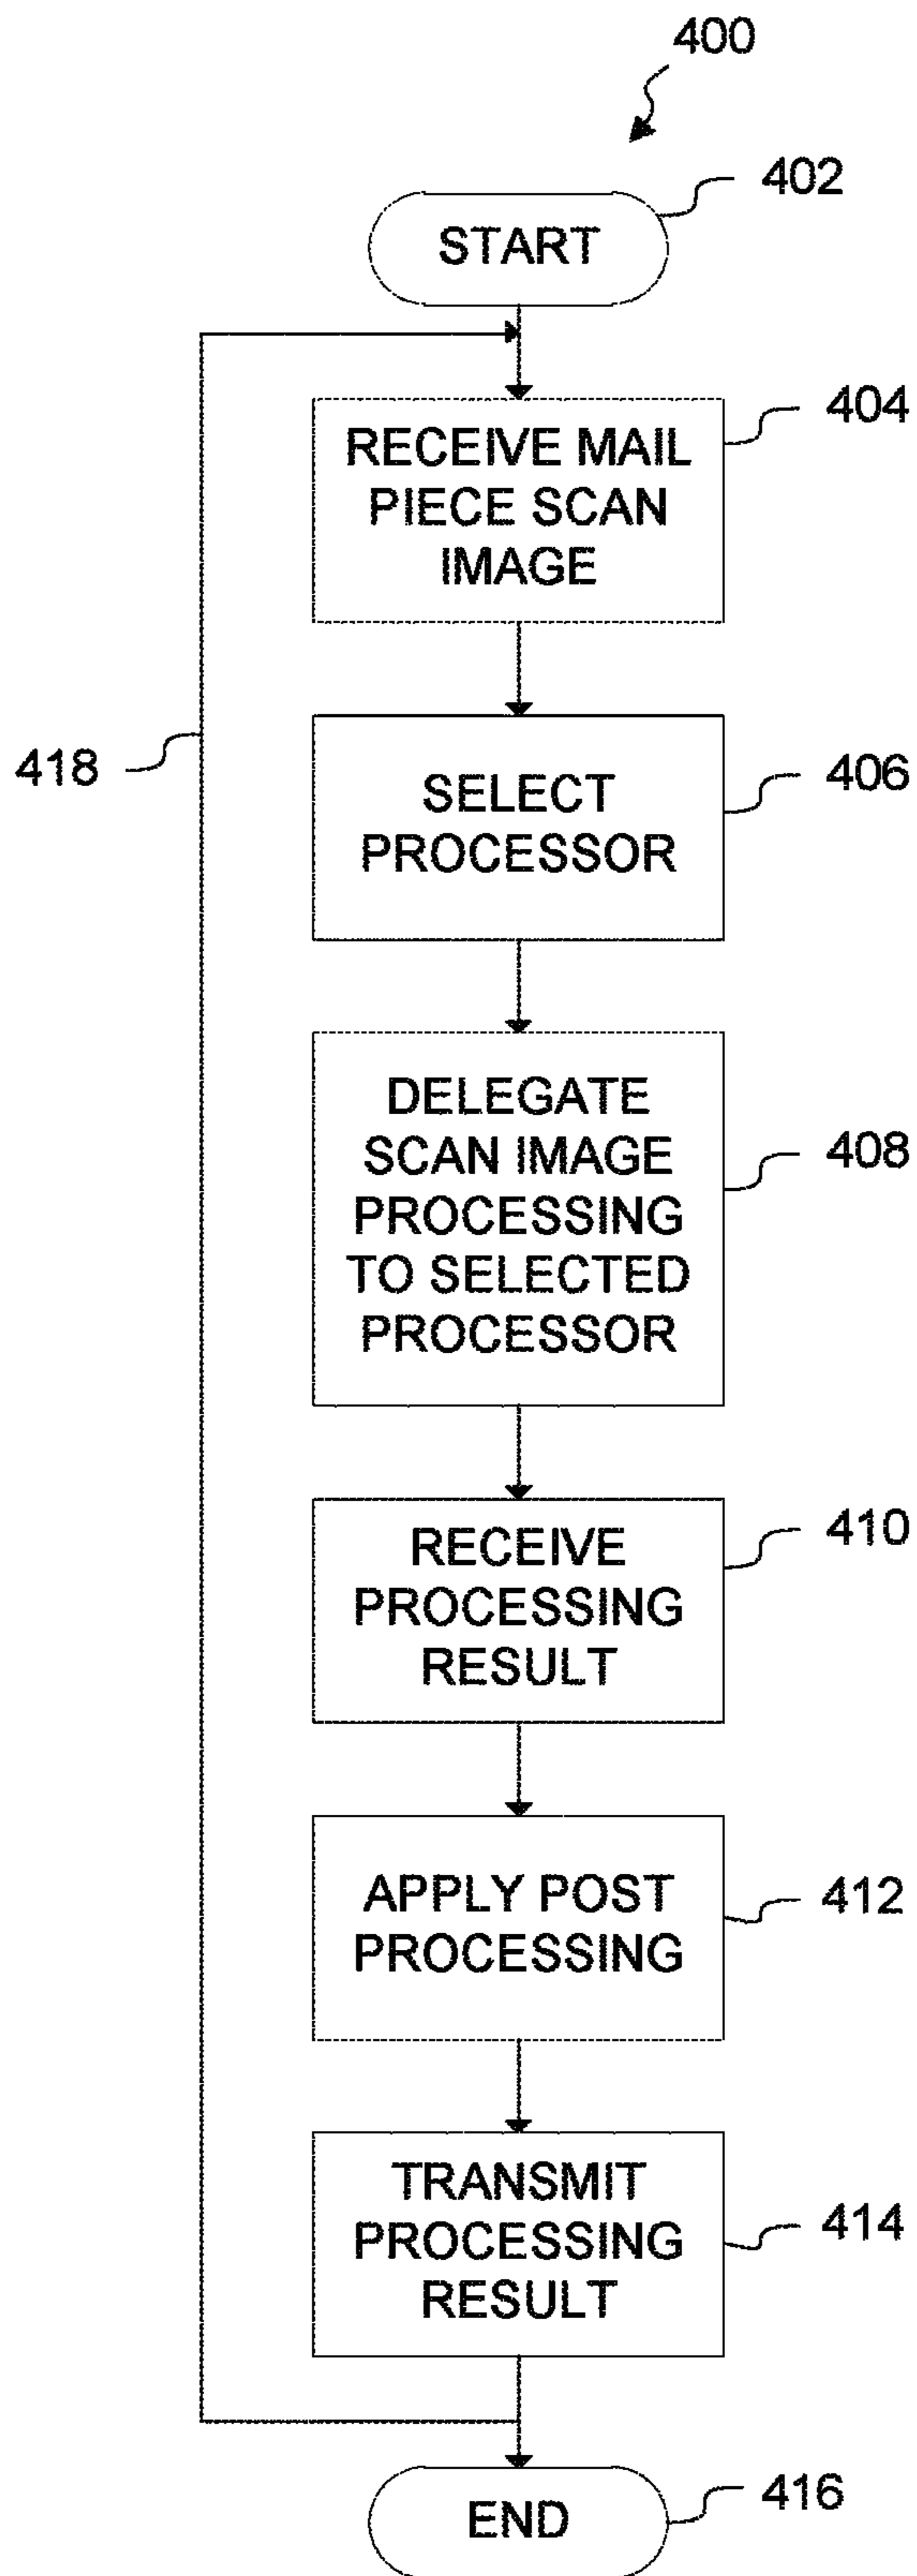 400
402
START
404
RECEIVE MAIL
PIECE SCAN
IMAGE
418
406
SELECT
PROCESSOR
DELEGATE
SCAN IMAGE
PROCESSING
TO SELECTED
PROCESSOR
408
RECEIVE
PROCESSING
RESULT
410
APPLY POST
PROCESSING
412
TRANSMIT
PROCESSING
RESULT
414
END
416